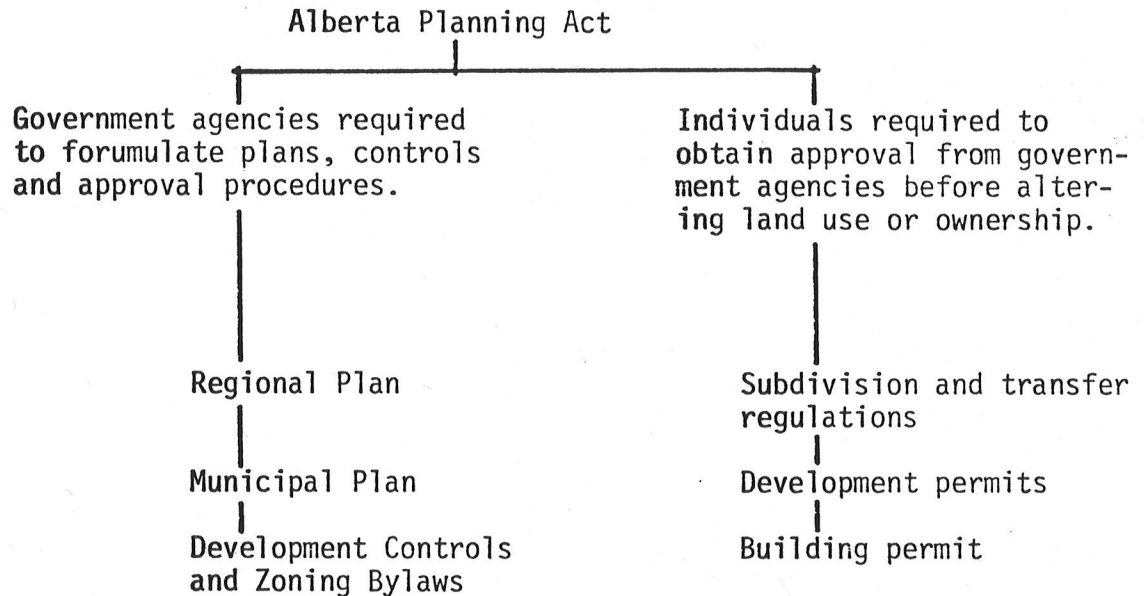 Alberta Planning Act
Government agencies required
to forumulate plans, controls
and approval procedures.
Individuals required to
obtain approval from govern-
ment agencies before alter-
ing land use or ownership.
Regional Plan
Municipal Plan
Development Controls
and Zoning Bylaws
Subdivision and transfer
regulations
Development permits
Building permit